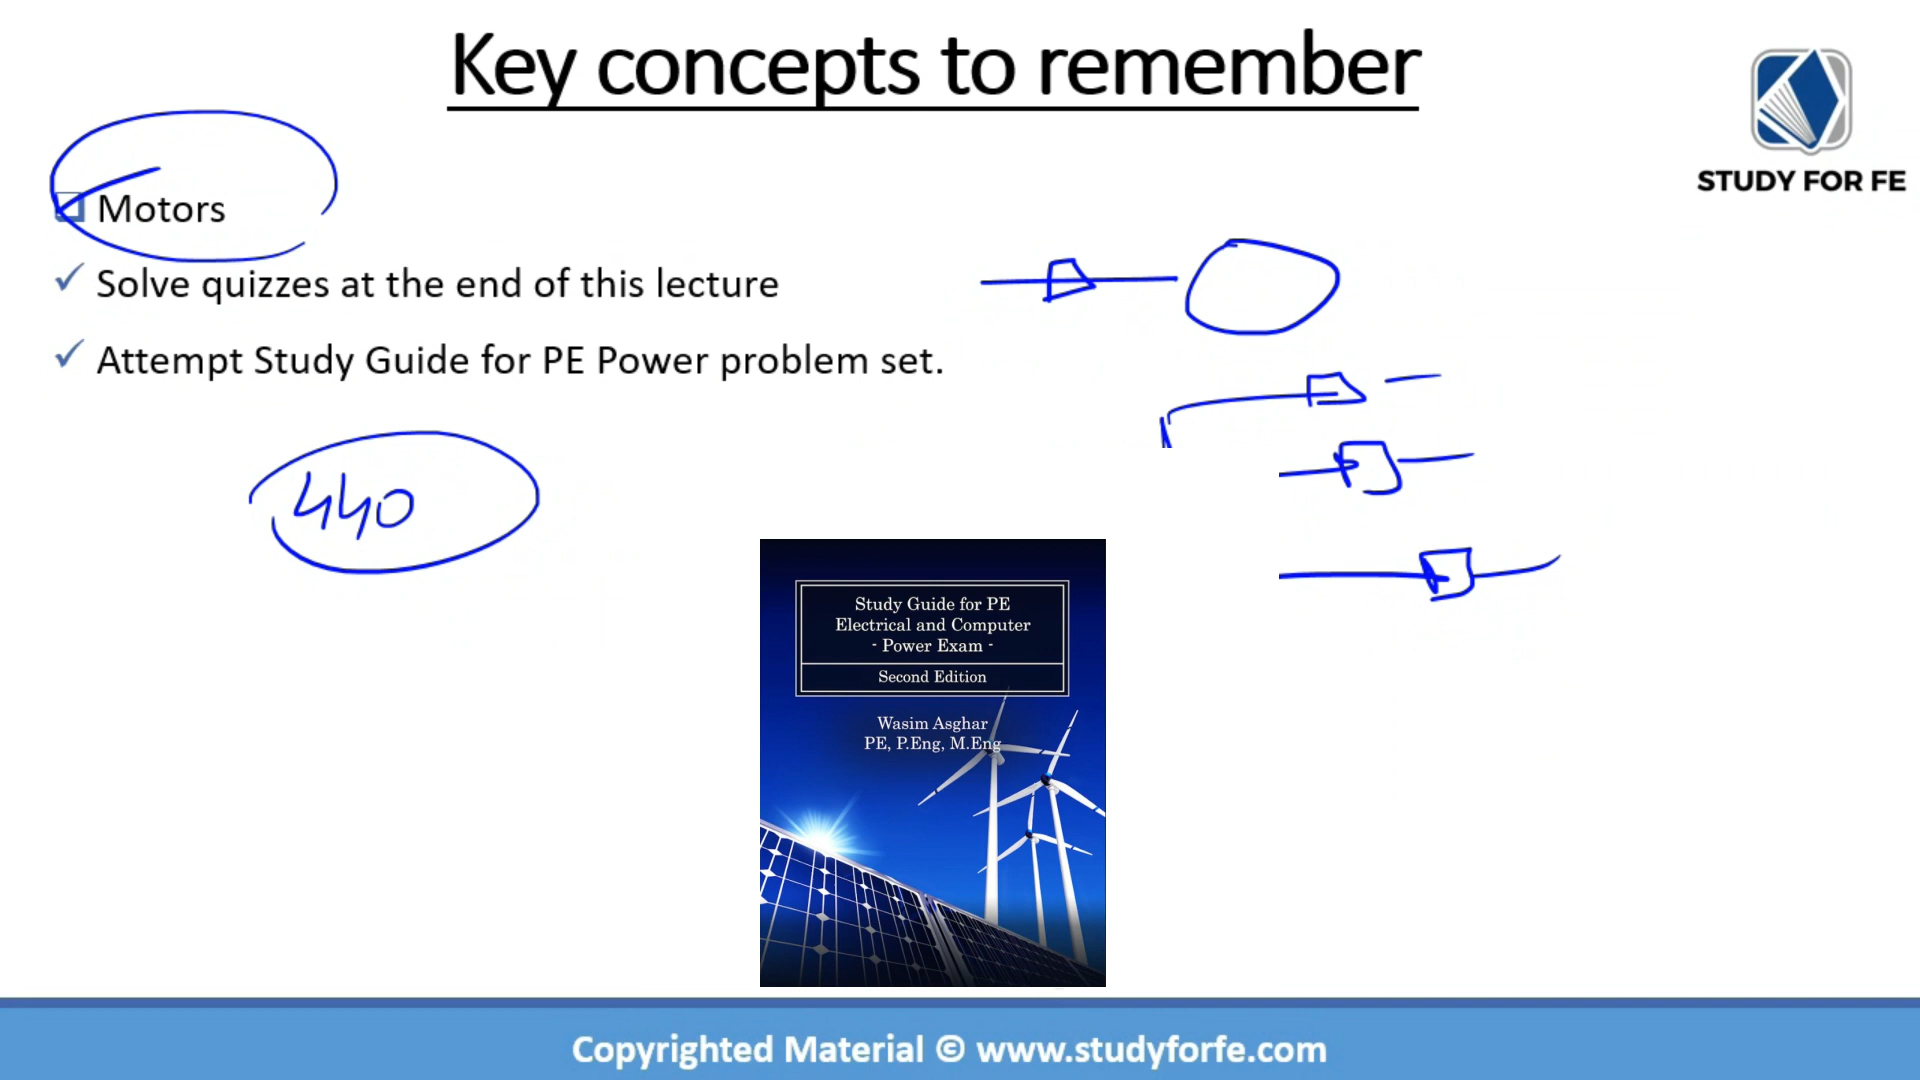 Key concepts to remember
STUDY FOR FE
Motors
Solve quizzes at the end of this lecture
Attempt Study Guide for PE Power problem set.
440
Study Guide for PE
Electrical and Computer
- Power Exam -
Second Edition
Wasim Asghar
PE, P.Eng, M.Eng
Copyrighted Material © www.studyforfe.com